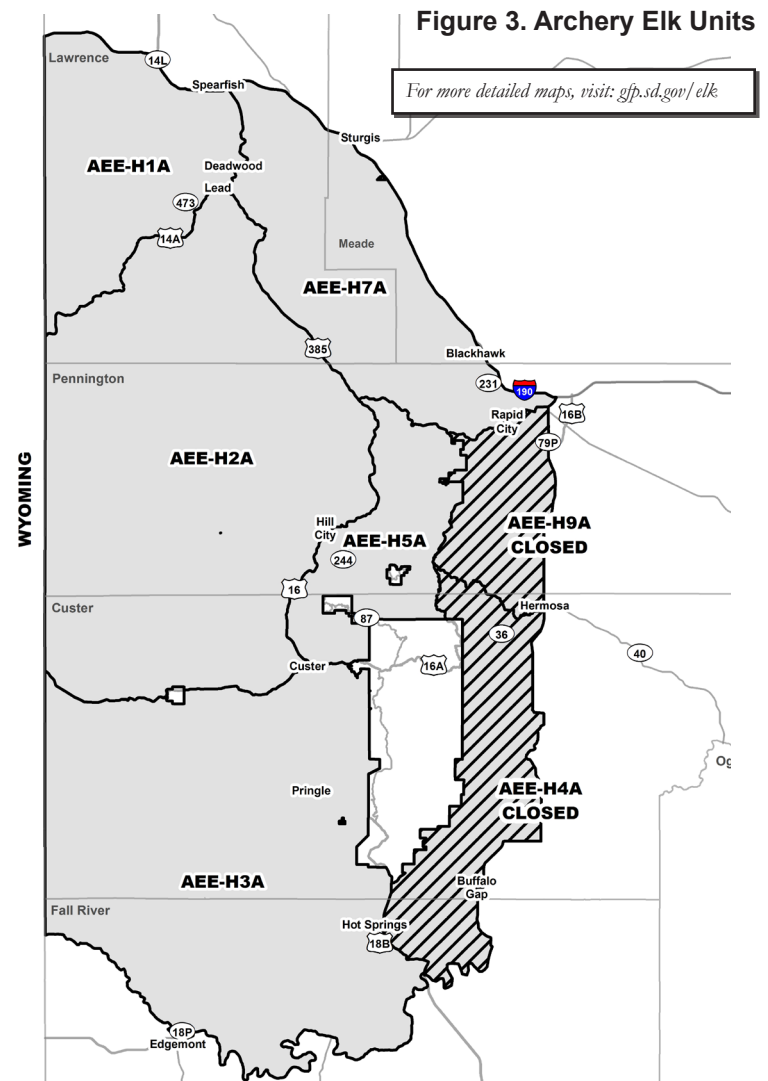 Figure 3. Archery Elk Units
For more detailed maps, visit: gfp.sd.gov/elk
Lawrence
14L
Spearfish
Sturgis
AEE-H1A
Deadwood
Lead
473
14A
Meade
AEE-H7A
385
Blackhawk
Pennington
231
190
Rapid
City
16B
79P
WYOMING
AEE-H2A
Hill
City
AEE-H5A
244
AEE-H9A
CLOSED
16
Custer
87
Hermosa
36
40
Custer
16A
Og
Pringle
AEE-H4A
CLOSED
AEE-H3A
Buffalo
Gap
Fall River
Hot Springs
18B
18P
Edgemont